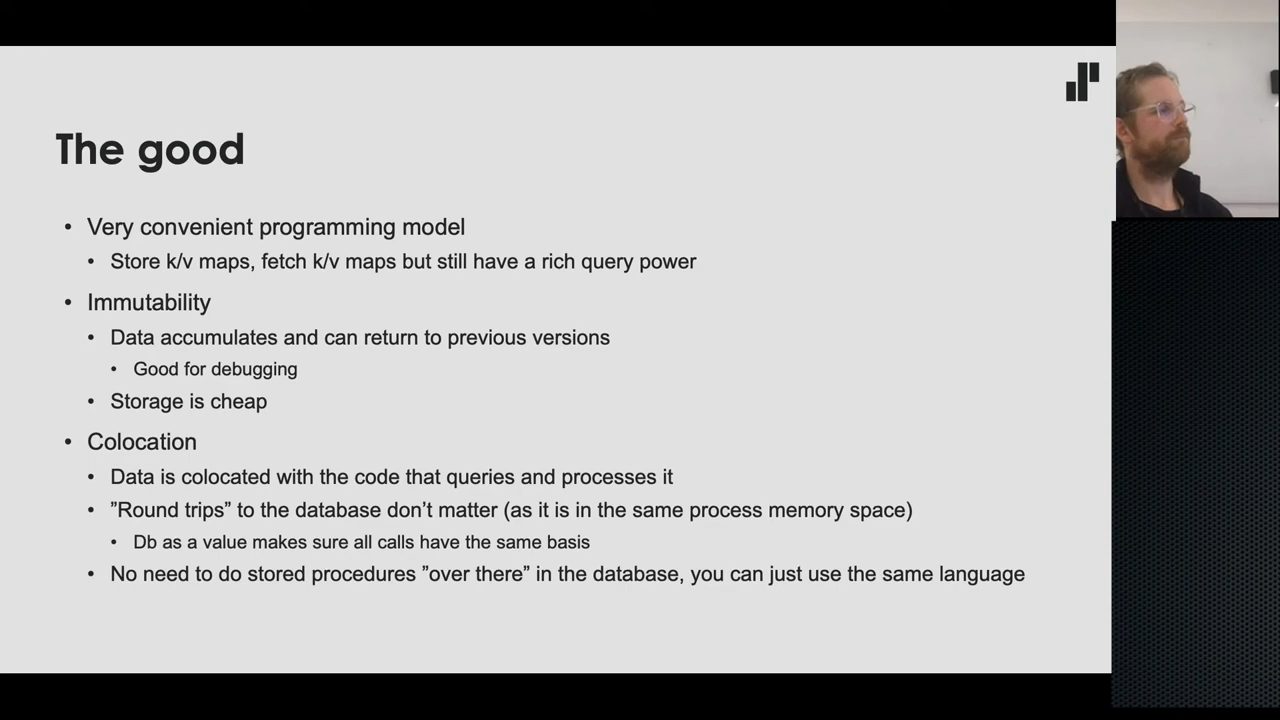 The good
• Very convenient programming model
• Store k/v maps, fetch k/v maps but still have a rich query power
• Immutability
• Data accumulates and can return to previous versions
• Good for debugging
• Storage is cheap
• Colocation
• Data is colocated with the code that queries and processes it
• ”Round trips” to the database don’t matter (as it is in the same process memory space)
• Db as a value makes sure all calls have the same basis
• No need to do stored procedures ”over there” in the database, you can just use the same language